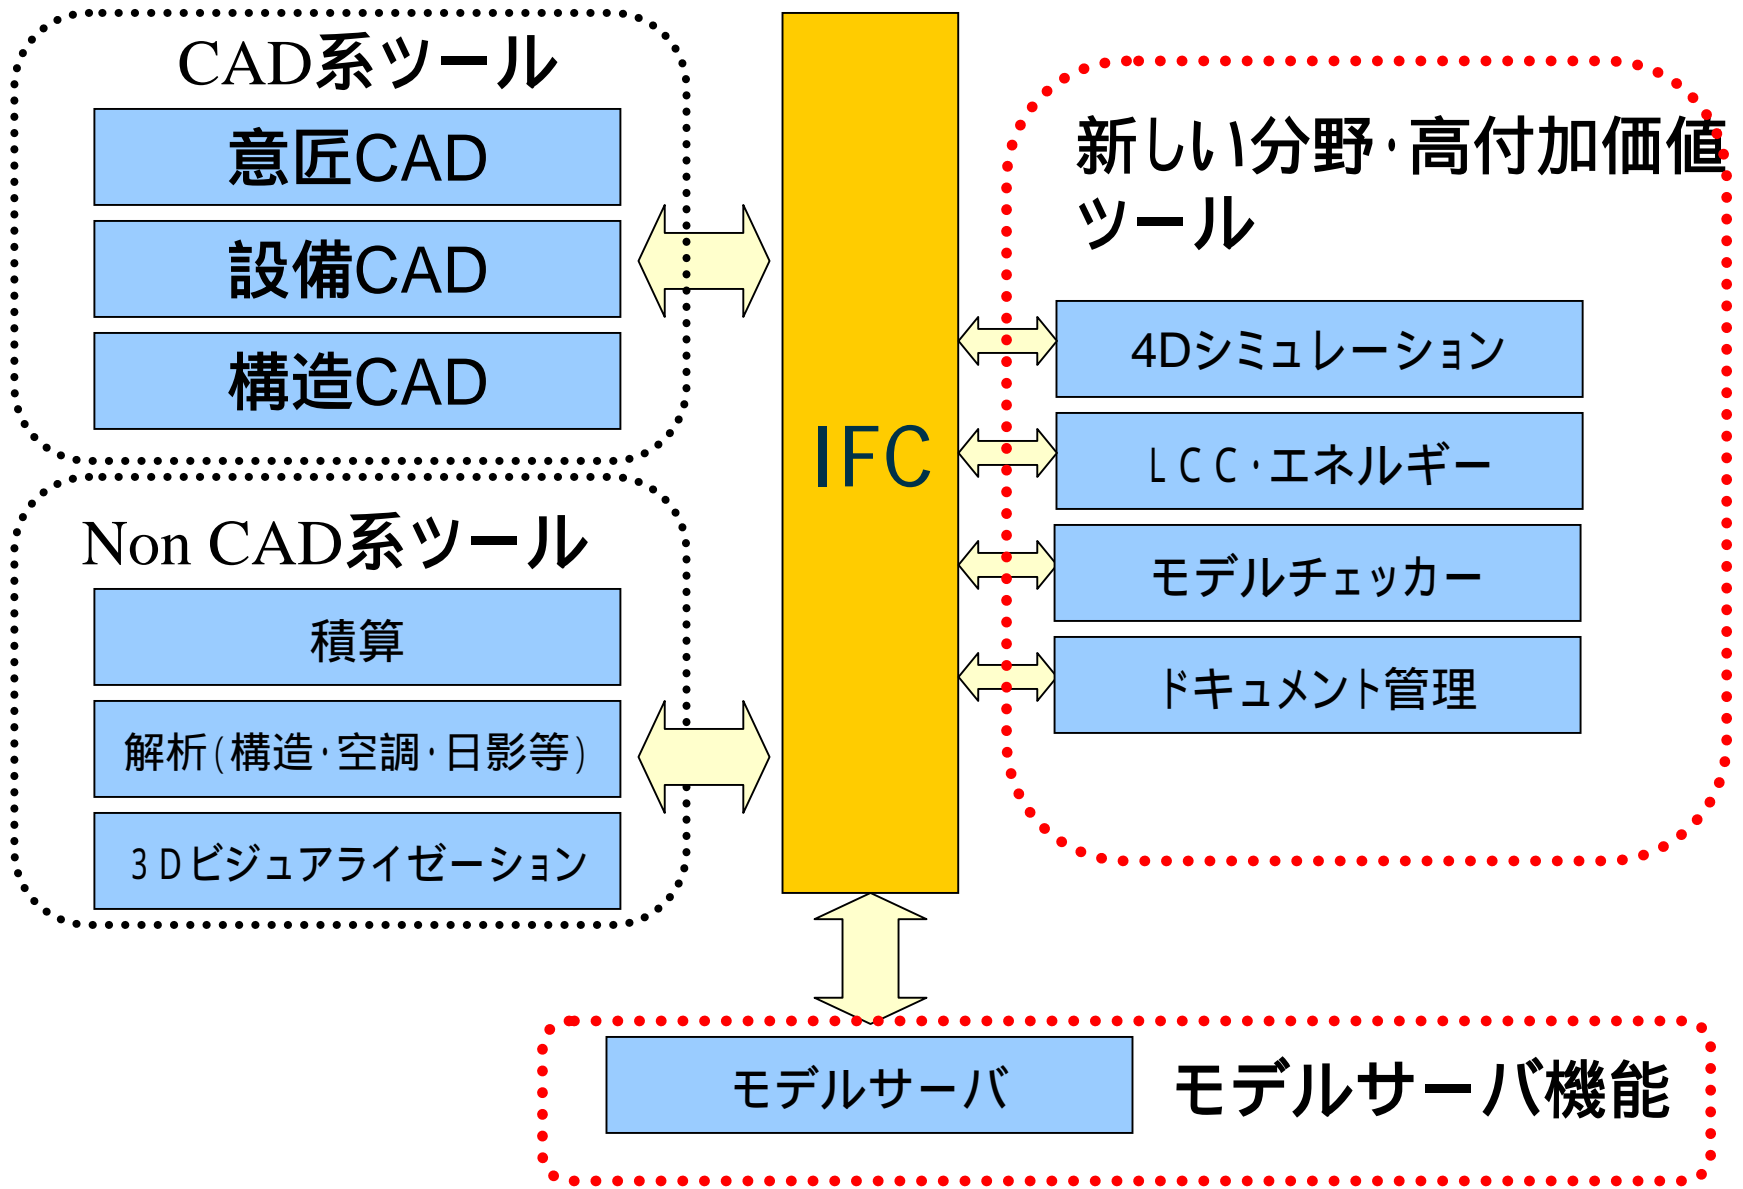 CAD系ツール
意匠CAD
設備CAD
構造CAD
Non CAD系ツール
積算
解析(構造・空調・日影等)
3Dビジュアライゼーション
IFC
新しい分野・高付加価値
ツール
4Dシミュレーション
LCC・エネルギー
モデルチェッカー
ドキュメント管理
モデルサーバ
モデルサーバ機能